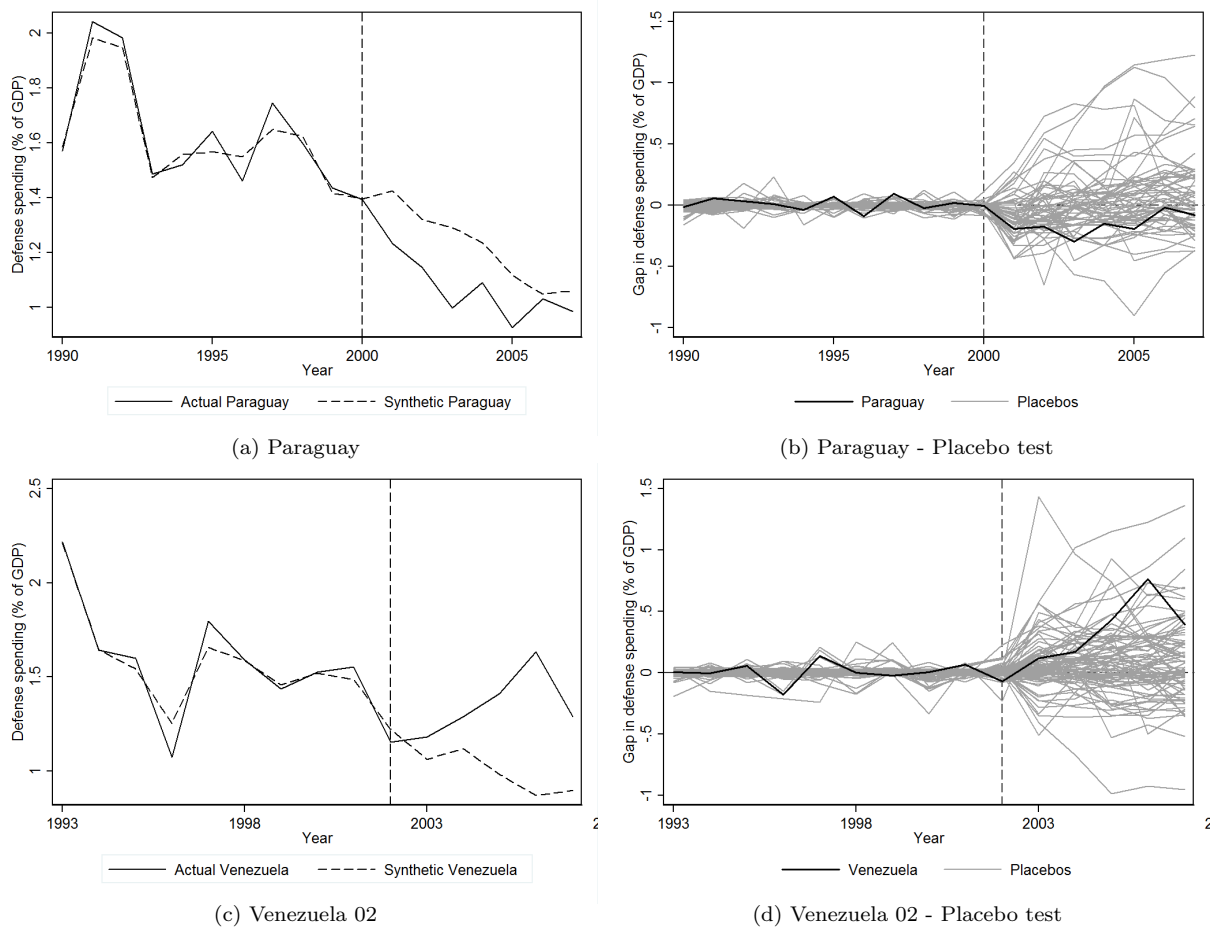 Defense spending (% of GDP)
2
1.8
1.6
1.4
1.2
1
1990
1995
2000
2005
Year
Actual Paraguay
Synthetic Paraguay
(a) Paraguay
Gap in defense spending (% of GDP)
1.5
1
.5
0
-.5
-1
1990
1995
2000
2005
Year
Paraguay
Placebos
(b) Paraguay - Placebo test
Defense spending (% of GDP)
2.5
2
1.5
1
1993
1998
2003
Year
Actual Venezuela
Synthetic Venezuela
(c) Venezuela 02
Gap in defense spending (% of GDP)
1.5
1
.5
0
-.5
-1
1993
1998
2003
Year
Venezuela
Placebos
(d) Venezuela 02 - Placebo test